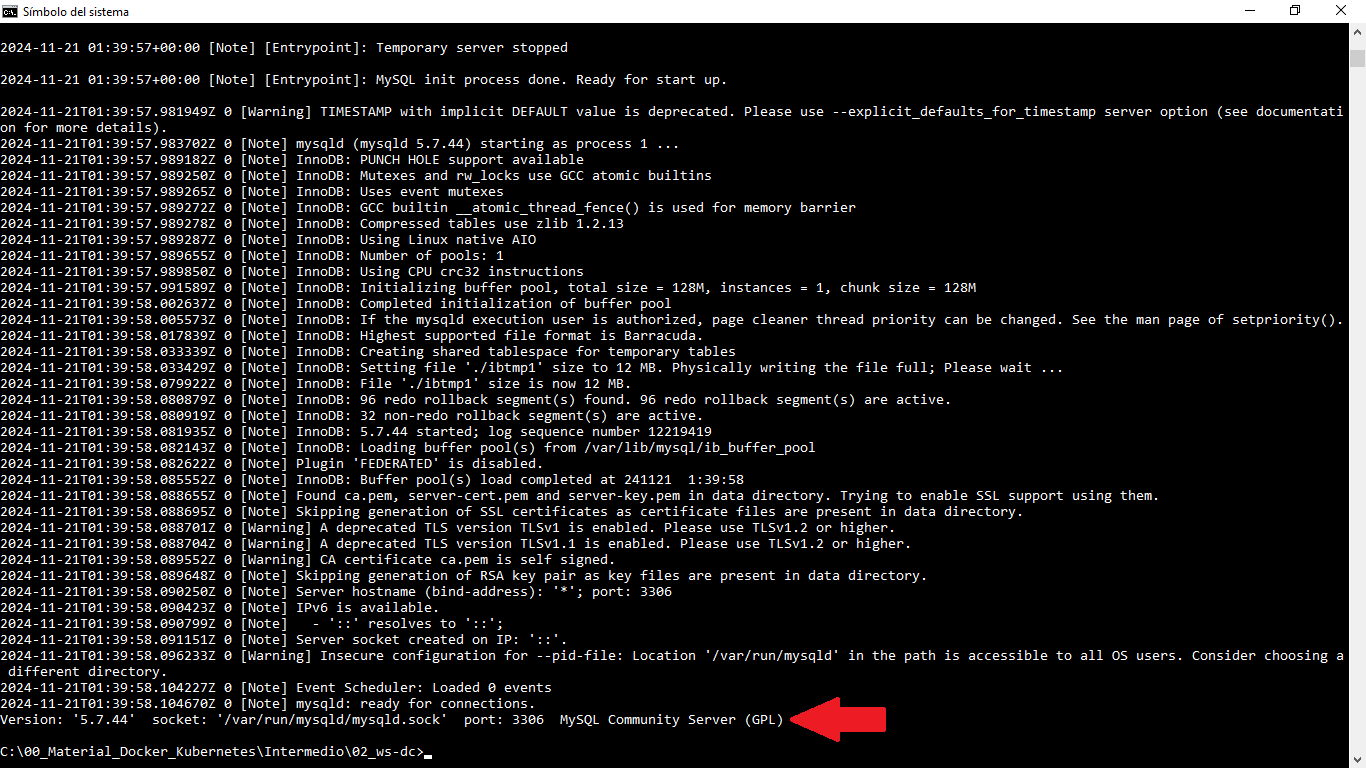 Símbolo del sistema
2024-11-21 01:39:57+00:00 [Note] [Entrypoint]: Temporary server stopped
2024-11-21 01:39:57+00:00 [Note] [Entrypoint]: MySQL init process done. Ready for start up.
2024-11-21T01:39:57.981949Z 0 [Warning] TIMESTAMP with implicit DEFAULT value is deprecated. Please use --explicit_defaults_for_timestamp server option (see documentati
on for more details).
2024-11-21T01:39:57.983702Z 0 [Note] mysqld (mysqld 5.7.44) starting as process 1 ...
2024-11-21T01:39:57.989182Z 0 [Note] InnoDB: PUNCH HOLE support available
2024-11-21T01:39:57.989250Z 0 [Note] InnoDB: Mutexes and rw_locks use GCC atomic builtins
2024-11-21T01:39:57.989265Z 0 [Note] InnoDB: Uses event mutexes
2024-11-21T01:39:57.989272Z 0 [Note] InnoDB: GCC builtin __atomic_thread_fence() is used for memory barrier
2024-11-21T01:39:57.989278Z 0 [Note] InnoDB: Compressed tables use zlib 1.2.13
2024-11-21T01:39:57.989287Z 0 [Note] InnoDB: Using Linux native AIO
2024-11-21T01:39:57.989655Z 0 [Note] InnoDB: Number of pools: 1
2024-11-21T01:39:57.989850Z 0 [Note] InnoDB: Using CPU crc32 instructions
2024-11-21T01:39:57.991589Z 0 [Note] InnoDB: Initializing buffer pool, total size = 128M, instances = 1, chunk size = 128M
2024-11-21T01:39:58.002637Z 0 [Note] InnoDB: Completed initialization of buffer pool
2024-11-21T01:39:58.005573Z 0 [Note] InnoDB: If the mysqld execution user is authorized, page cleaner thread priority can be changed. See the man page of setpriority().
2024-11-21T01:39:58.017839Z 0 [Note] InnoDB: Highest supported file format is Barracuda.
2024-11-21T01:39:58.033339Z 0 [Note] InnoDB: Creating shared tablespace for temporary tables
2024-11-21T01:39:58.033429Z 0 [Note] InnoDB: Setting file './ibtmp1' size to 12 MB. Physically writing the file full; Please wait ...
2024-11-21T01:39:58.079922Z 0 [Note] InnoDB: File './ibtmp1' size is now 12 MB.
2024-11-21T01:39:58.080879Z 0 [Note] InnoDB: 96 redo rollback segment(s) found. 96 redo rollback segment(s) are active.
2024-11-21T01:39:58.080919Z 0 [Note] InnoDB: 32 non-redo rollback segment(s) are active.
2024-11-21T01:39:58.081935Z 0 [Note] InnoDB: 5.7.44 started; log sequence number 12219419
2024-11-21T01:39:58.082143Z 0 [Note] InnoDB: Loading buffer pool(s) from /var/lib/mysql/ib_buffer_pool
2024-11-21T01:39:58.082622Z 0 [Note] Plugin 'FEDERATED' is disabled.
2024-11-21T01:39:58.085552Z 0 [Note] InnoDB: Buffer pool(s) load completed at 241121  1:39:58
2024-11-21T01:39:58.088655Z 0 [Note] Found ca.pem, server-cert.pem and server-key.pem in data directory. Trying to enable SSL support using them.
2024-11-21T01:39:58.088695Z 0 [Note] Skipping generation of SSL certificates as certificate files are present in data directory.
2024-11-21T01:39:58.088701Z 0 [Warning] A deprecated TLS version TLSv1 is enabled. Please use TLSv1.2 or higher.
2024-11-21T01:39:58.088704Z 0 [Warning] A deprecated TLS version TLSv1.1 is enabled. Please use TLSv1.2 or higher.
2024-11-21T01:39:58.089552Z 0 [Warning] CA certificate ca.pem is self signed.
2024-11-21T01:39:58.089648Z 0 [Note] Skipping generation of RSA key pair as key files are present in data directory.
2024-11-21T01:39:58.090250Z 0 [Note] Server hostname (bind-address): '*'; port: 3306
2024-11-21T01:39:58.090423Z 0 [Note] IPv6 is available.
2024-11-21T01:39:58.090799Z 0 [Note]   - '::' resolves to '::';
2024-11-21T01:39:58.091151Z 0 [Note] Server socket created on IP: '::'.
2024-11-21T01:39:58.096233Z 0 [Warning] Insecure configuration for --pid-file: Location '/var/run/mysqld' in the path is accessible to all OS users. Consider choosing a
 different directory.
2024-11-21T01:39:58.104227Z 0 [Note] Event Scheduler: Loaded 0 events
2024-11-21T01:39:58.104670Z 0 [Note] mysqld: ready for connections.
Version: '5.7.44'  socket: '/var/run/mysqld/mysqld.sock'  port: 3306  MySQL Community Server (GPL)
C:\00_Material_Docker_Kubernetes\Intermedio\02_ws-dc>